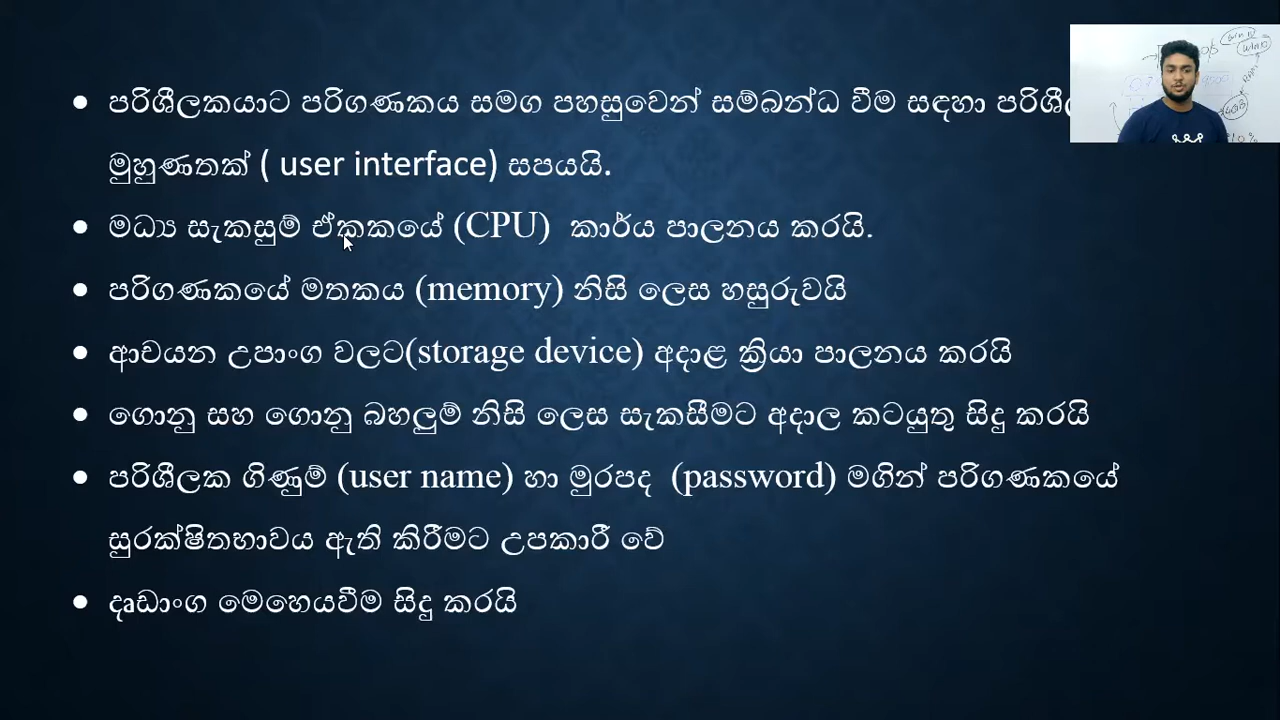 පරිශීලකයාට පරිගණකය සමග පහසුවෙන් සම්බන්ධ වීම සඳහා
මුහුණතක් ( user interface) සපයයි.
මධ්‍ය සැකසුම් ඒකකයේ (CPU) කාර්ය පාලනය කරයි.
පරිගණකයේ මතකය (memory) නිසි ලෙස හසුරුවයි
ආචයන උපාංග වලට(storage device) අදාළ ක්‍රියා පාලනය කරයි
ගොනු සහ ගොනු බහලුම් නිසි ලෙස සැකසීමට අදාල කටයුතු සිදු කරයි
පරිශීලක ගිණුම් (user name) හා මුරපද (password) මගින් පරිගණකයේ
සුරක්ෂිතභාවය ඇති කිරීමට උපකාරී වේ
දෘඩාංග මෙහෙයවීම සිදු කරයි